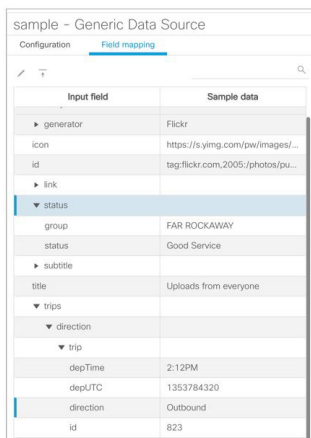 sample - Generic Data Source
Configuration Field mapping
Input field Sample data
generator Flickr
icon https://s.yimg.com/pw/images/...
id tag:flickr.com,2005:/photos/pu...
link
status
group FAR ROCKAWAY
status Good Service
subtitle
title Uploads from everyone
trips
direction
trip
depTime 2:12PM
depUTC 1353784320
direction Outbound
id 823